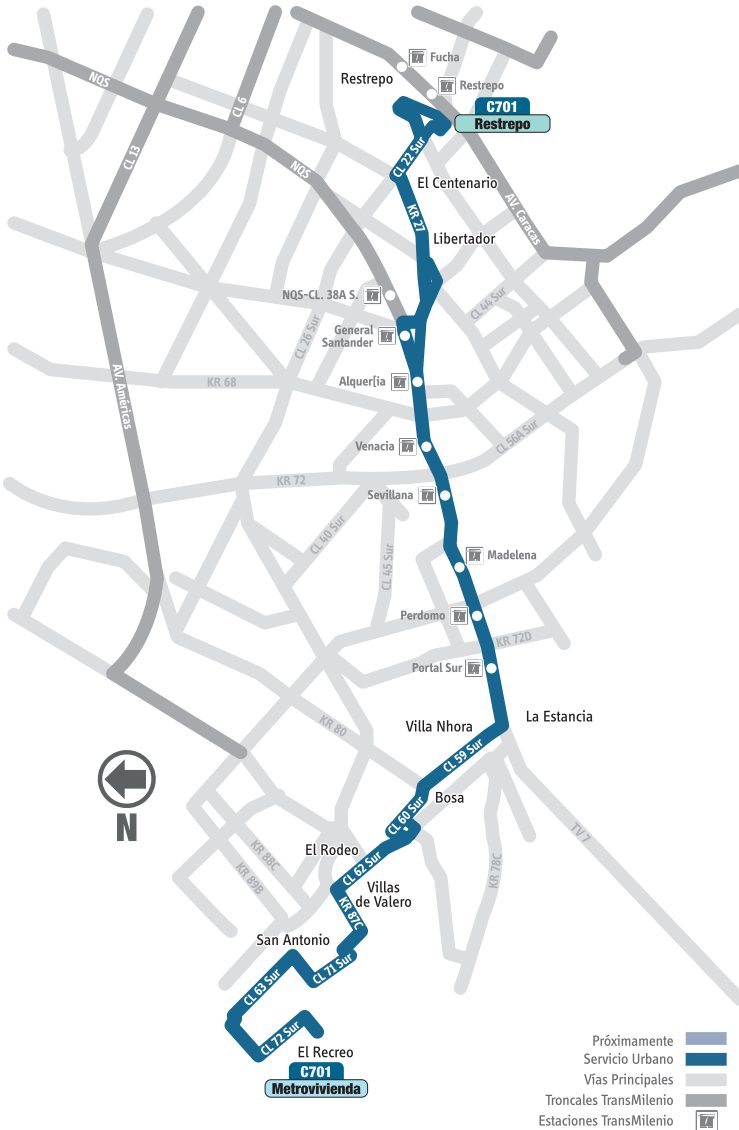 Fucha
Restrepo
Restrepo
C701
Restrepo
NQS
CL 6
CL 13
NQS
CL 22 Sur
El Centenario
KR 27
AV. Caracas
Libertador
NQS-CL. 38A S.
CL 44 Sur
CL 26 Sur
General
Santander
AV. Américas
KR 68
Alquer[ia
Venacia
CL 56A Sur
KR 72
Sevillana
CL 40 Sur
CL 45 Sur
Madelena
Perdomo
KR 72D
Portal Sur
La Estancia
Villa Nhora
KR 80
CL 59 Sur
N
Bosa
CL 60 Sur
TV 7
El Rodeo
KR 88C
CL 62 Sur
KR 78C
KR 89B
Villas
de Valero
KR 87C
San Antonio
CL 71 Sur
CL 63 Sur
CL 72 Sur
El Recreo
C701
Metrovivienda
Próximamente
Servicio Urbano
Vías Principales
Troncales TransMilenio
Estaciones TransMilenio